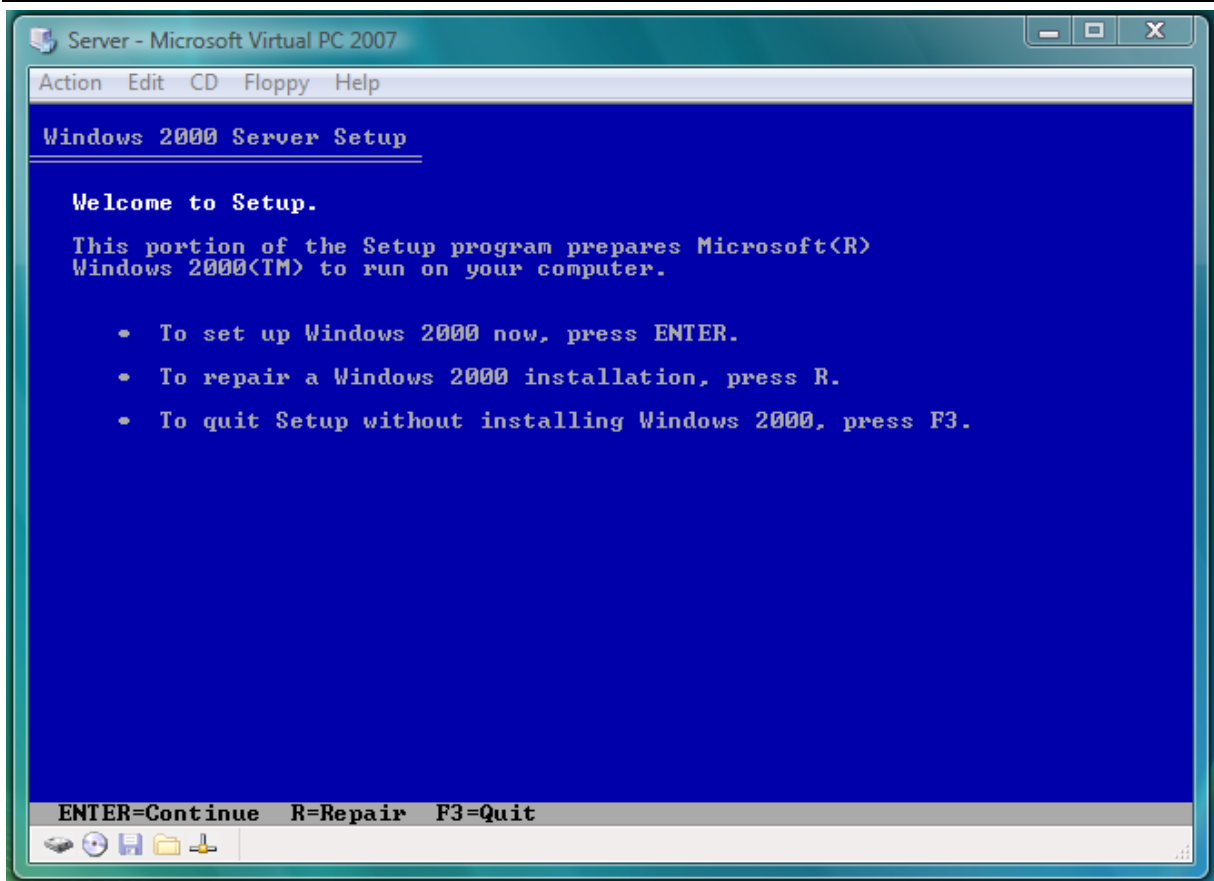 Server - Microsoft Virtual PC 2007
Action Edit CD Floppy Help
Windows 2000 Server Setup
Welcome to Setup.
This portion of the Setup program prepares Microsoft(R)
Windows 2000(TM) to run on your computer.
• To set up Windows 2000 now, press ENTER.
• To repair a Windows 2000 installation, press R.
• To quit Setup without installing Windows 2000, press F3.
ENTER=Continue R=Repair F3=Quit